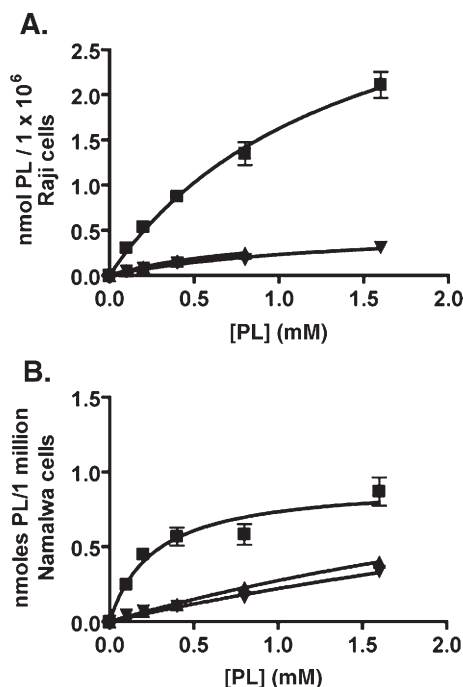 A.
nmol PL / 1 x 10⁶
Raji cells
2.5
2.0
1.5
1.0
0.5
0.0
0.0 0.5 1.0 1.5 2.0
[PL] (mM)
B.
nmoles PL/1 million
Namalwa cells
1.5
1.0
0.5
0.0
0.0 0.5 1.0 1.5 2.0
[PL] (mM)